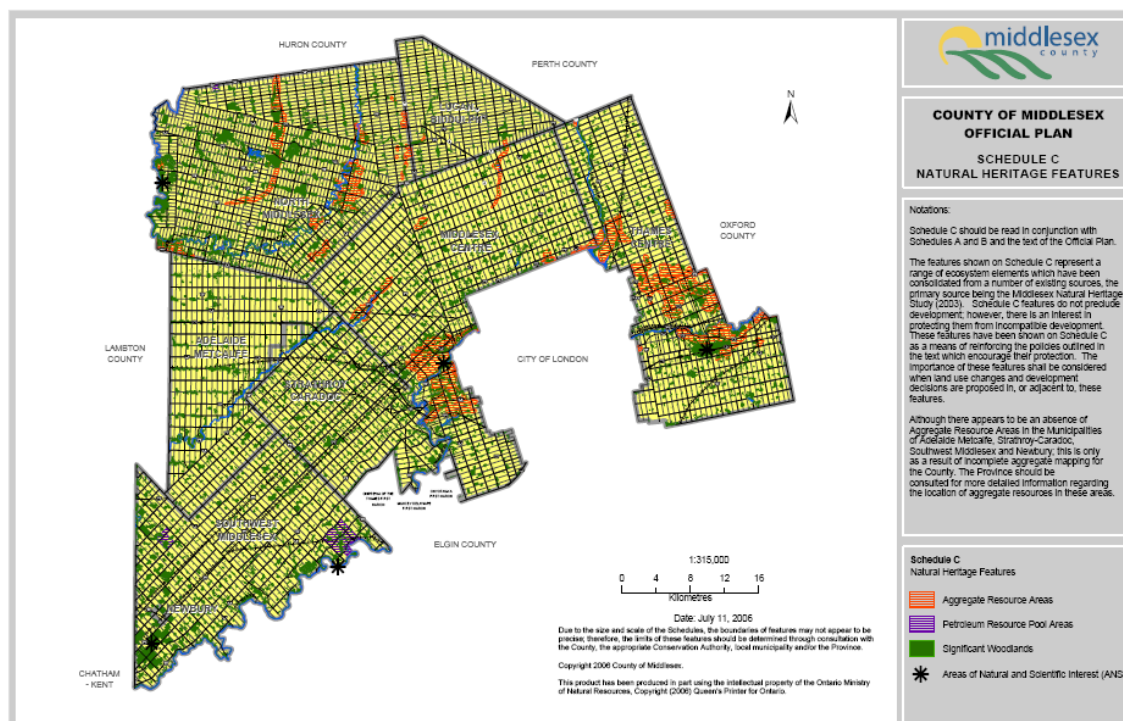 HURON COUNTY
PERTH COUNTY
N
LUCAN
BIDDULPH
NORTH
MIDDLESEX
MIDDLESEX
CENTRE
THAMES
CENTRE
OXFORD
COUNTY
ADELAIDE
METCALFE
LAMBTON
COUNTY
CITY OF LONDON
STRATHROY
CARADOC
SOUTHWEST
MIDDLESEX
ELGIN COUNTY
NEWBURY
CHATHAM
- KENT
1:315,000
0 4 8 12 16
Kilometres
Date: July 11, 2006
Due to the size and scale of the Schedules, the boundaries of features may not appear to be
precise; therefore, the limits of these features should be determined through consultation with
the County, the appropriate Conservation Authority, local municipality and/or the Province.
Copyright 2006 County of Middlesex.
This product has been produced in part using the intellectual property of the Ontario Ministry
of Natural Resources, Copyright (2006) Queen's Printer for Ontario.
middlesex
county
COUNTY OF MIDDLESEX
OFFICIAL PLAN
SCHEDULE C
NATURAL HERITAGE FEATURES
Notations:
Schedule C should be read in conjunction with
Schedules A and B and the text of the Official Plan.
The features shown on Schedule C represent a
range of ecosystem elements which have been
consolidated from a number of existing sources, the
primary source being the Middlesex Natural Heritage
Study (2003). Schedule C features do not preclude
development; however, there is an interest in
protecting them from incompatible development.
These features have been shown on Schedule C
as a means of reinforcing the policies outlined in
the text which encourage their protection. The
importance of these features shall be considered
when land use changes and development
decisions are proposed in, or adjacent to, these
features.
Although there appears to be an absence of
Aggregate Resource Areas in the Municipalities
of Adelaide Metcalfe, Strathroy-Caradoc,
Southwest Middlesex and Newbury; this is only
as a result of incomplete aggregate mapping for
the County. The Province should be
consulted for more detailed information regarding
the location of aggregate resources in these areas.
Schedule C
Natural Heritage Features
Aggregate Resource Areas
Petroleum Resource Pool Areas
Significant Woodlands
Areas of Natural and Scientific Interest (ANS